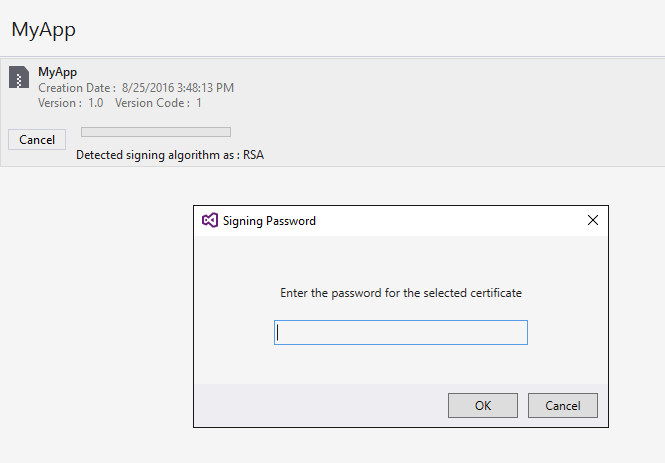 MyApp
MyApp
Creation Date : 8/25/2016 3:48:13 PM
Version : 1.0 Version Code : 1
Cancel
Detected signing algorithm as : RSA
Signing Password
Enter the password for the selected certificate
OK Cancel